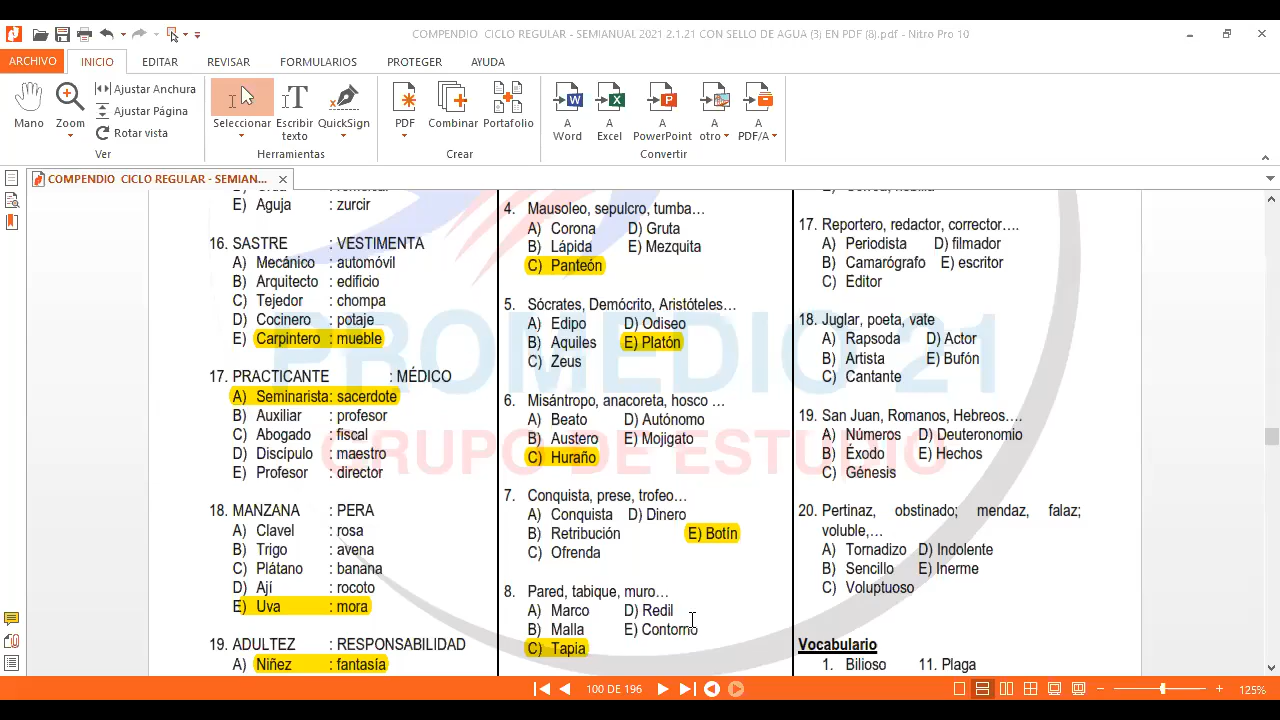 COMPENDIO CICLO REGULAR - SEMIANUAL 2021 2.1.21 CON SELLO DE AGUA (3) EN PDF (8).pdf - Nitro Pro 10
ARCHIVO INICIO EDITAR REVISAR FORMULARIOS PROTEGER AYUDA
Mano
Zoom
Ajustar Anchura
Ajustar Página
Rotar vista
Ver
Seleccionar
Escribir texto
QuickSign
Herramientas
PDF
Combinar
Portafolio
Crear
A Word
A Excel
A PowerPoint
A otro
A PDF/A
Convertir
COMPENDIO CICLO REGULAR - SEMIAN...
E) Aguja : zurcir
16. SASTRE : VESTIMENTA
A) Mecánico : automóvil
B) Arquitecto : edificio
C) Tejedor : chompa
D) Cocinero : potaje
E) Carpintero : mueble
17. PRACTICANTE : MÉDICO
A) Seminarista: sacerdote
B) Auxiliar : profesor
C) Abogado : fiscal
D) Discípulo : maestro
E) Profesor : director
18. MANZANA : PERA
A) Clavel : rosa
B) Trigo : avena
C) Plátano : banana
D) Ají : rocoto
E) Uva : mora
19. ADULTEZ : RESPONSABILIDAD
A) Niñez : fantasía
4. Mausoleo, sepulcro, tumba…
A) Corona D) Gruta
B) Lápida E) Mezquita
C) Panteón
5. Sócrates, Demócrito, Aristóteles…
A) Edipo D) Odiseo
B) Aquiles E) Platón
C) Zeus
6. Misántropo, anacoreta, hosco …
A) Beato D) Autónomo
B) Austero E) Mojigato
C) Huraño
7. Conquista, prese, trofeo…
A) Conquista D) Dinero
B) Retribución E) Botín
C) Ofrenda
8. Pared, tabique, muro…
A) Marco D) Redil
B) Malla E) Contorno
C) Tapia
17. Reportero, redactor, corrector….
A) Periodista D) filmador
B) Camarógrafo E) escritor
C) Editor
18. Juglar, poeta, vate
A) Rapsoda D) Actor
B) Artista E) Bufón
C) Cantante
19. San Juan, Romanos, Hebreos….
A) Números D) Deuteronomio
B) Éxodo E) Hechos
C) Génesis
20. Pertinaz, obstinado; mendaz, falaz;
voluble,…
A) Tornadizo D) Indolente
B) Sencillo E) Inerme
C) Voluptuoso
Vocabulario
1. Bilioso 11. Plaga
PROMEDIO 21
GRUPO DE ESTUDIO
100 DE 196
125%